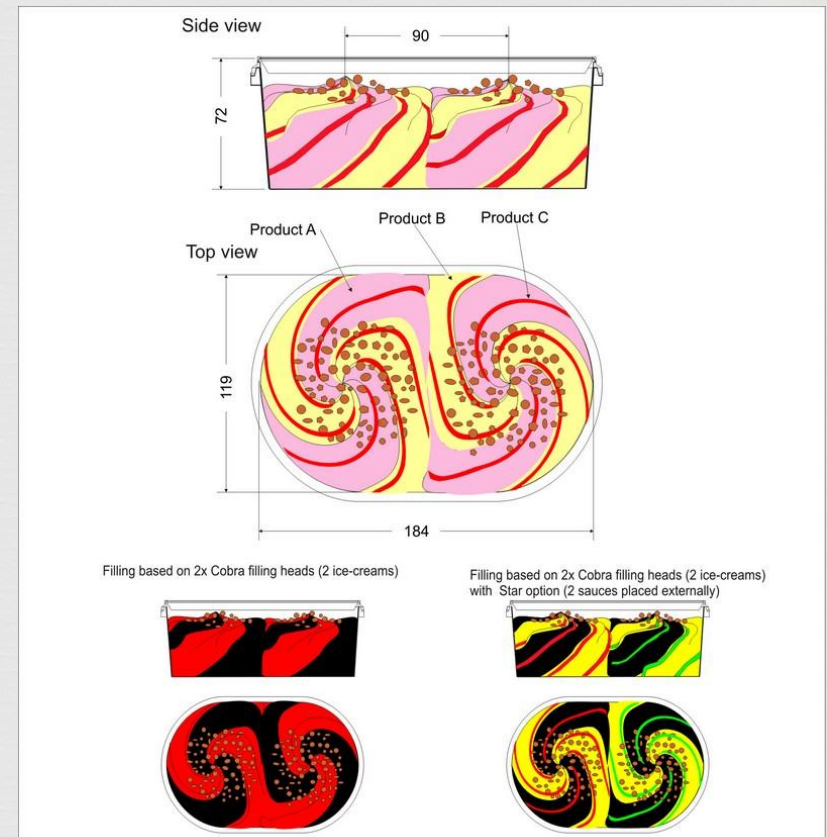 Side view
90
72
Product A
Product B
Product C
Top view
119
184
Filling based on 2x Cobra filling heads (2 ice-creams)
Filling based on 2x Cobra filling heads (2 ice-creams)
with Star option (2 sauces placed externally)